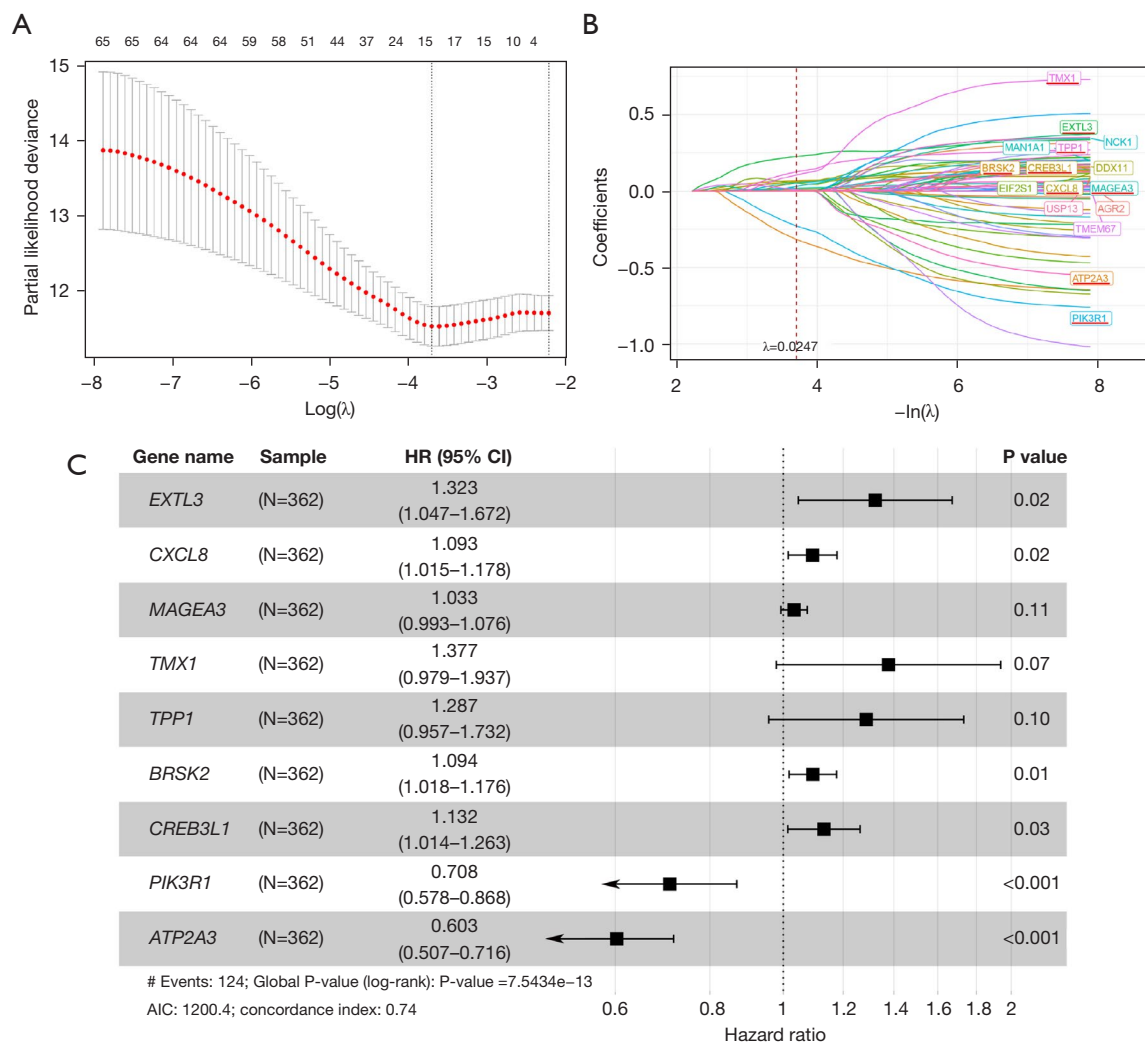 A
65 65 64 64 64 59 58 51 44 37 24 15 17 15 10 4
15
14
13
12
Partial likelihood deviance
−8 −7 −6 −5 −4 −3 −2
Log(λ)
B
0.5
0.0
−0.5
−1.0
Coefficients
TMX1
EXTL3
NCK1
MAN1A1 TPP1
BRSK2 CREB3L1 DDX11
EIF2S1 CXCL8 MAGEA3
USP13 AGR2
TMEM67
ATP2A3
PIK3R1
λ=0.0247
2 4 6 8
−ln(λ)
C
Gene name Sample HR (95% CI) P value
EXTL3 (N=362) 1.323 0.02
(1.047–1.672)
CXCL8 (N=362) 1.093 0.02
(1.015–1.178)
MAGEA3 (N=362) 1.033 0.11
(0.993–1.076)
TMX1 (N=362) 1.377 0.07
(0.979–1.937)
TPP1 (N=362) 1.287 0.10
(0.957–1.732)
BRSK2 (N=362) 1.094 0.01
(1.018–1.176)
CREB3L1 (N=362) 1.132 0.03
(1.014–1.263)
PIK3R1 (N=362) 0.708 <0.001
(0.578–0.868)
ATP2A3 (N=362) 0.603 <0.001
(0.507–0.716)
# Events: 124; Global P-value (log-rank): P-value =7.5434e−13
AIC: 1200.4; concordance index: 0.74
0.6 0.8 1 1.2 1.4 1.6 1.8 2
Hazard ratio